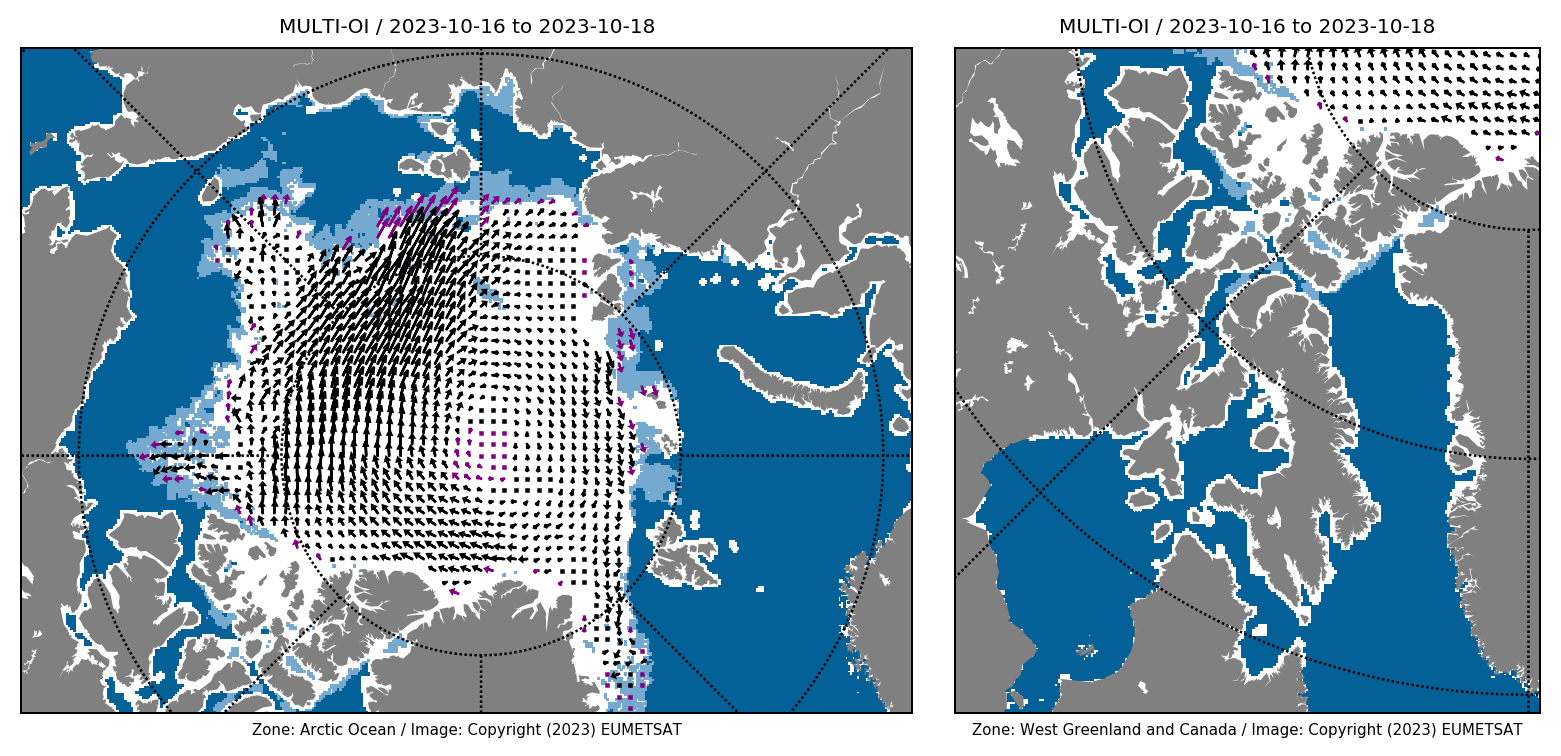 MULTI-OI / 2023-10-16 to 2023-10-18
MULTI-OI / 2023-10-16 to 2023-10-18
Zone: Arctic Ocean / Image: Copyright (2023) EUMETSAT
Zone: West Greenland and Canada / Image: Copyright (2023) EUMETSAT